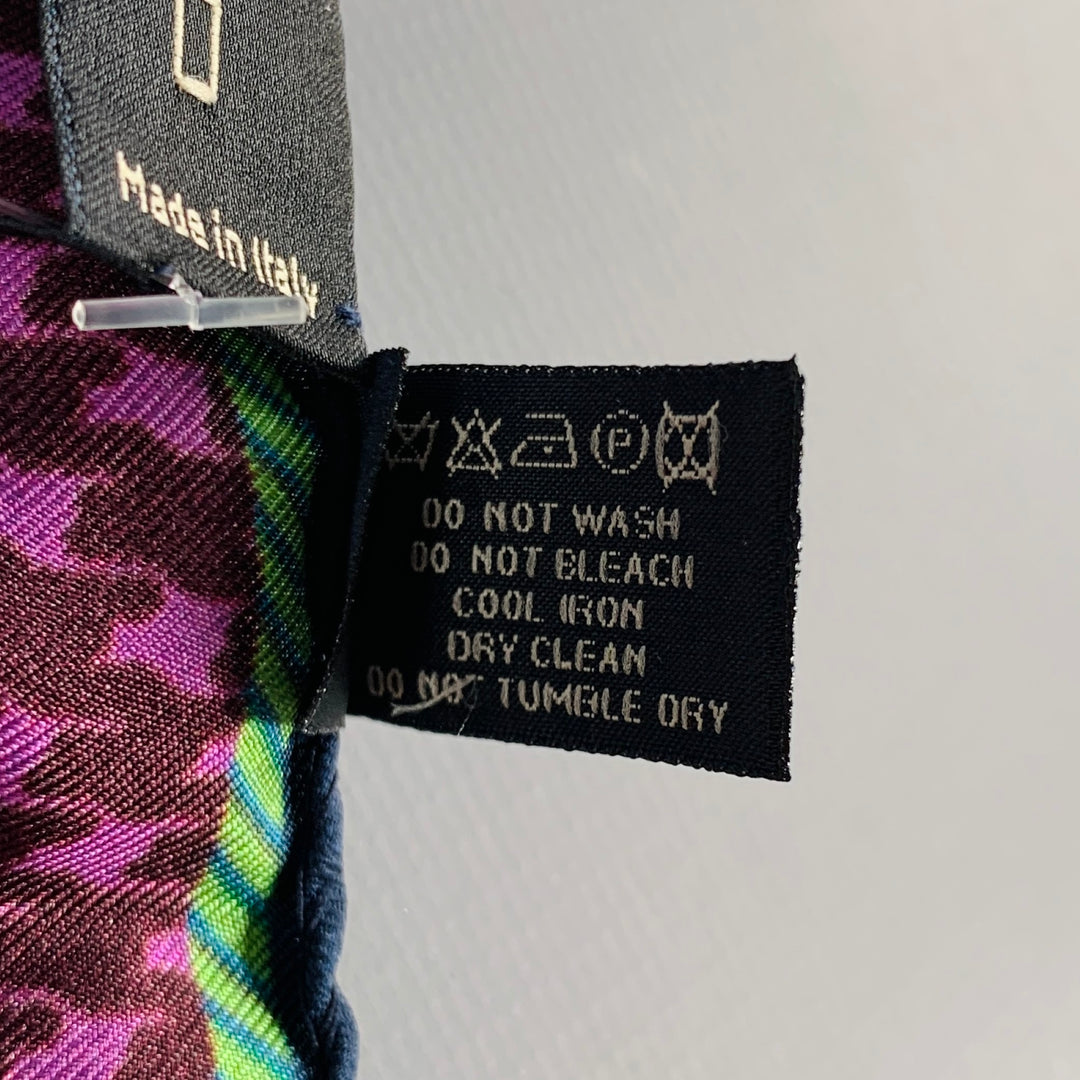 Made in Italy
P
DO NOT WASH
DO NOT BLEACH
COOL IRON
DRY CLEAN
DO NOT TUMBLE DRY